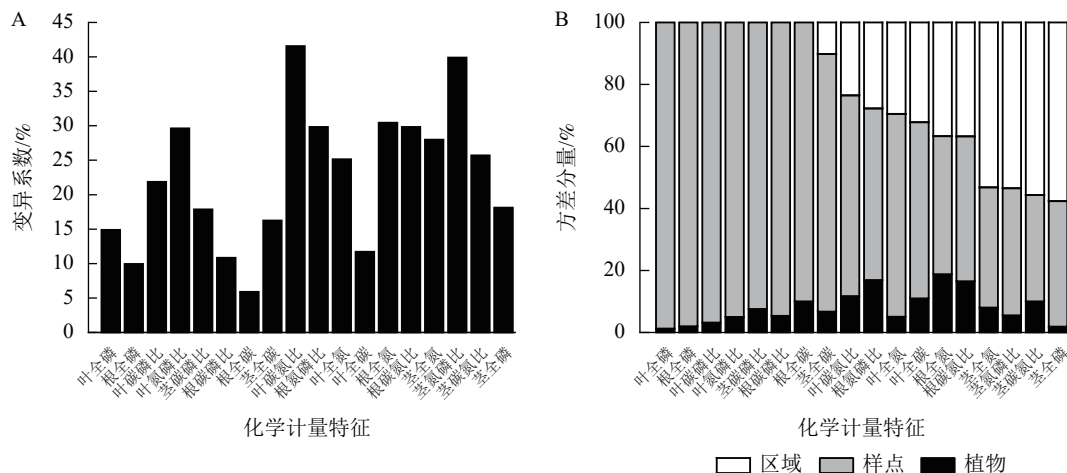 A
45
40
35
30
25
20
15
10
5
0
变异系数/%
叶全磷
根全磷
叶碳磷比
叶氮磷比
茎碳磷比
根碳磷比
根全碳
茎全碳
叶碳氮比
根氮磷比
叶全氮
叶全碳
根全氮
根碳氮比
茎全氮
茎氮磷比
茎碳氮比
茎全磷
化学计量特征
B
100
80
60
40
20
0
方差分量/%
叶全磷
根全磷
叶碳磷比
叶氮磷比
茎碳磷比
根碳磷比
根全碳
茎全碳
叶碳氮比
根氮磷比
叶全氮
叶全碳
根全氮
根碳氮比
茎全氮
茎氮磷比
茎碳氮比
茎全磷
化学计量特征
区域 样点 植物